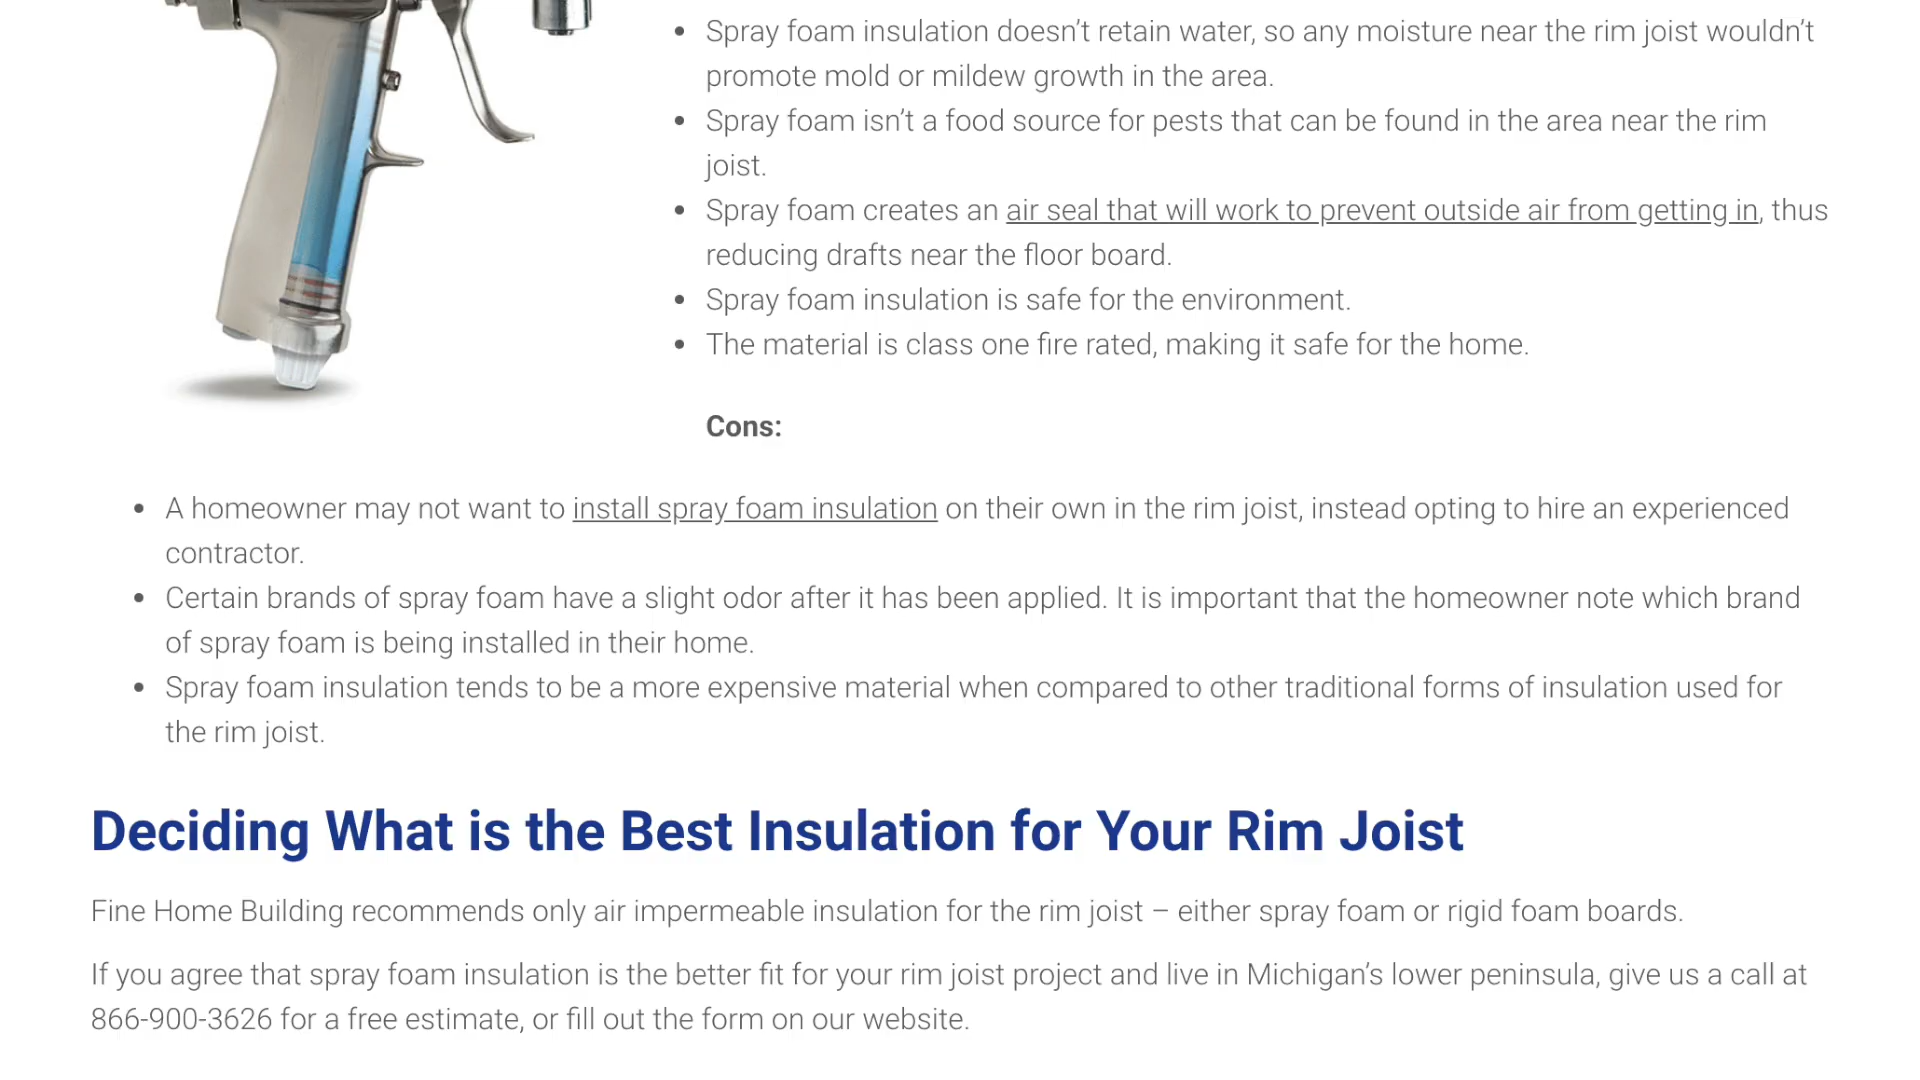 Spray foam insulation doesn’t retain water, so any moisture near the rim joist wouldn’t
promote mold or mildew growth in the area.
Spray foam isn’t a food source for pests that can be found in the area near the rim
joist.
Spray foam creates an air seal that will work to prevent outside air from getting in, thus
reducing drafts near the floor board.
Spray foam insulation is safe for the environment.
The material is class one fire rated, making it safe for the home.
Cons:
A homeowner may not want to install spray foam insulation on their own in the rim joist, instead opting to hire an experienced
contractor.
Certain brands of spray foam have a slight odor after it has been applied. It is important that the homeowner note which brand
of spray foam is being installed in their home.
Spray foam insulation tends to be a more expensive material when compared to other traditional forms of insulation used for
the rim joist.
Deciding What is the Best Insulation for Your Rim Joist
Fine Home Building recommends only air impermeable insulation for the rim joist – either spray foam or rigid foam boards.
If you agree that spray foam insulation is the better fit for your rim joist project and live in Michigan’s lower peninsula, give us a call at
866-900-3626 for a free estimate, or fill out the form on our website.